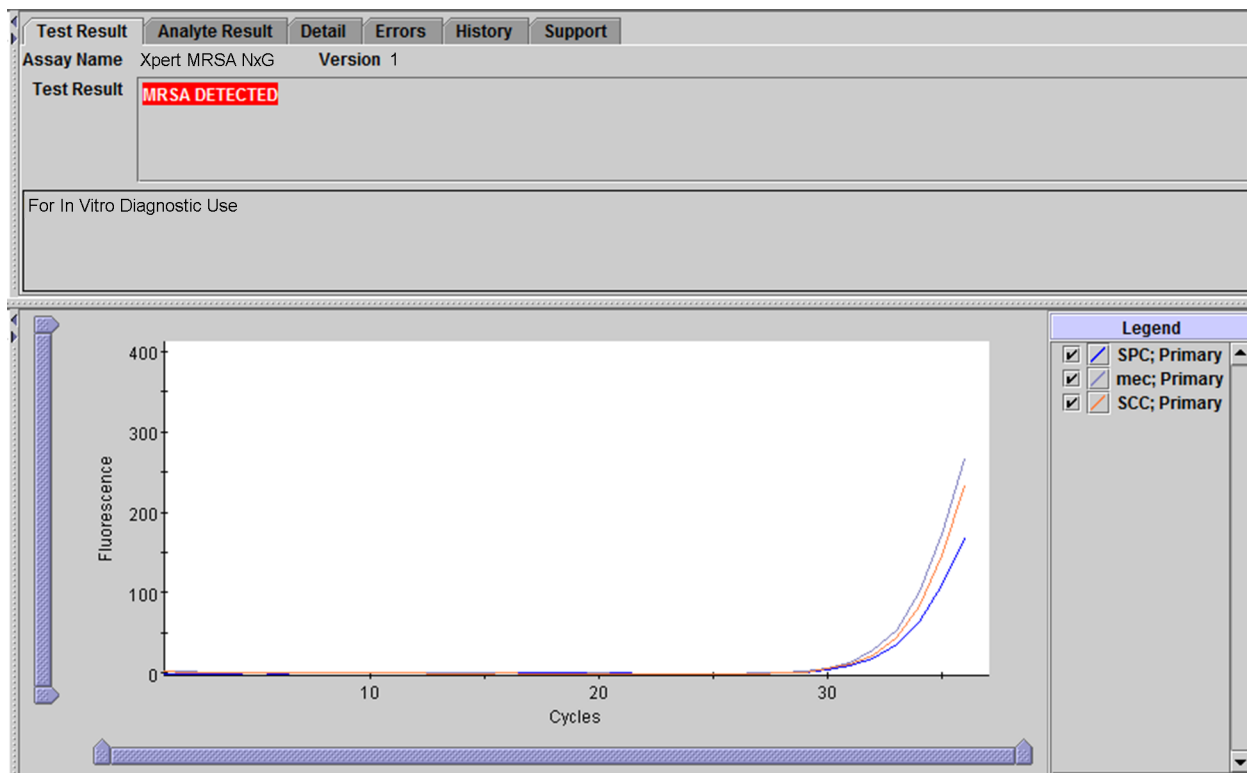 Test Result Analyte Result Detail Errors History Support
Assay Name Xpert MRSA NxG Version 1
Test Result MRSA DETECTED
For In Vitro Diagnostic Use
Legend
SPC; Primary
mec; Primary
SCC; Primary
400
300
200
100
0
Fluorescence
10 20 30
Cycles